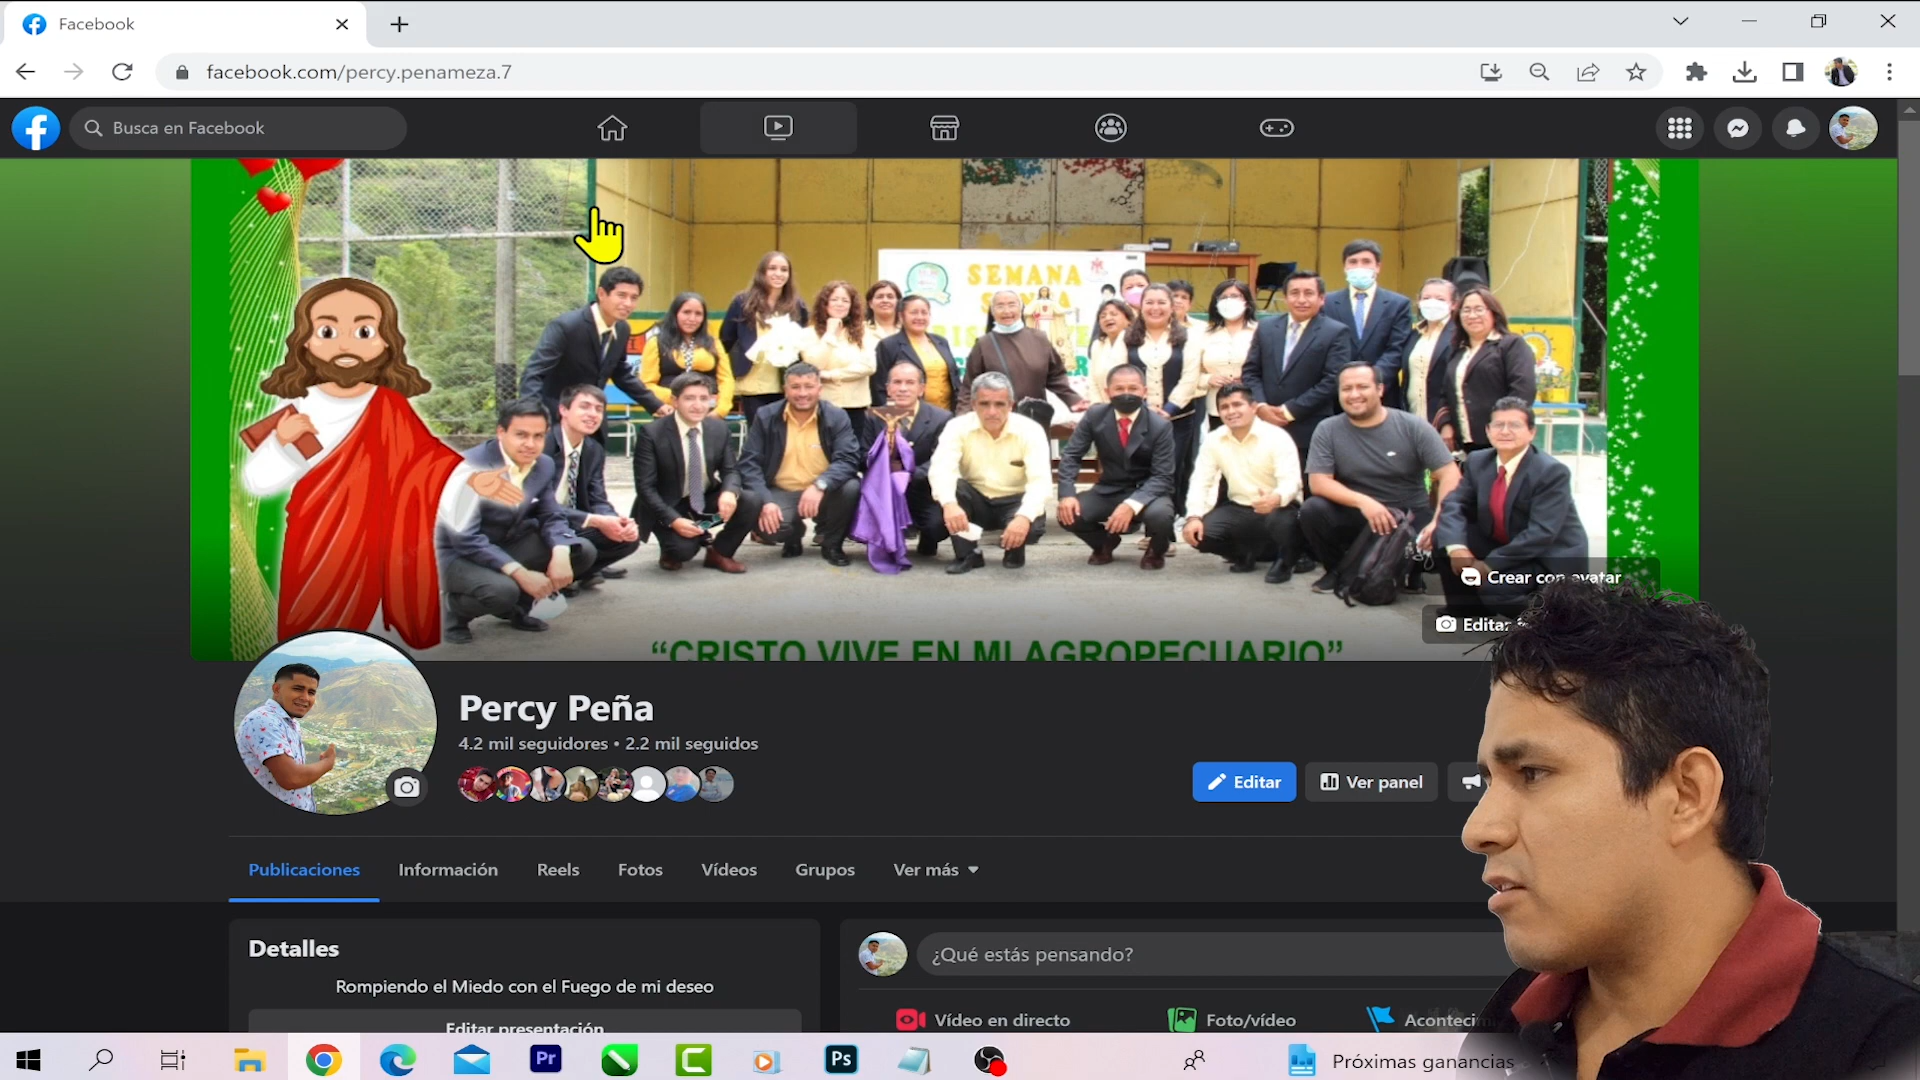 Facebook
facebook.com/percy.penameza.7
Busca en Facebook
SEMANA
Crear con avatar
Editar
"CRISTO VIVE EN MI AGROPECUARIO"
Percy Peña
4.2 mil seguidores • 2.2 mil seguidos
Editar
Ver panel
Publicaciones
Información
Reels
Fotos
Vídeos
Grupos
Ver más
Detalles
¿Qué estás pensando?
Rompiendo el Miedo con el Fuego de mi deseo
Editar presentación
Vídeo en directo
Foto/vídeo
Pr
Ps
Próximas ganancias